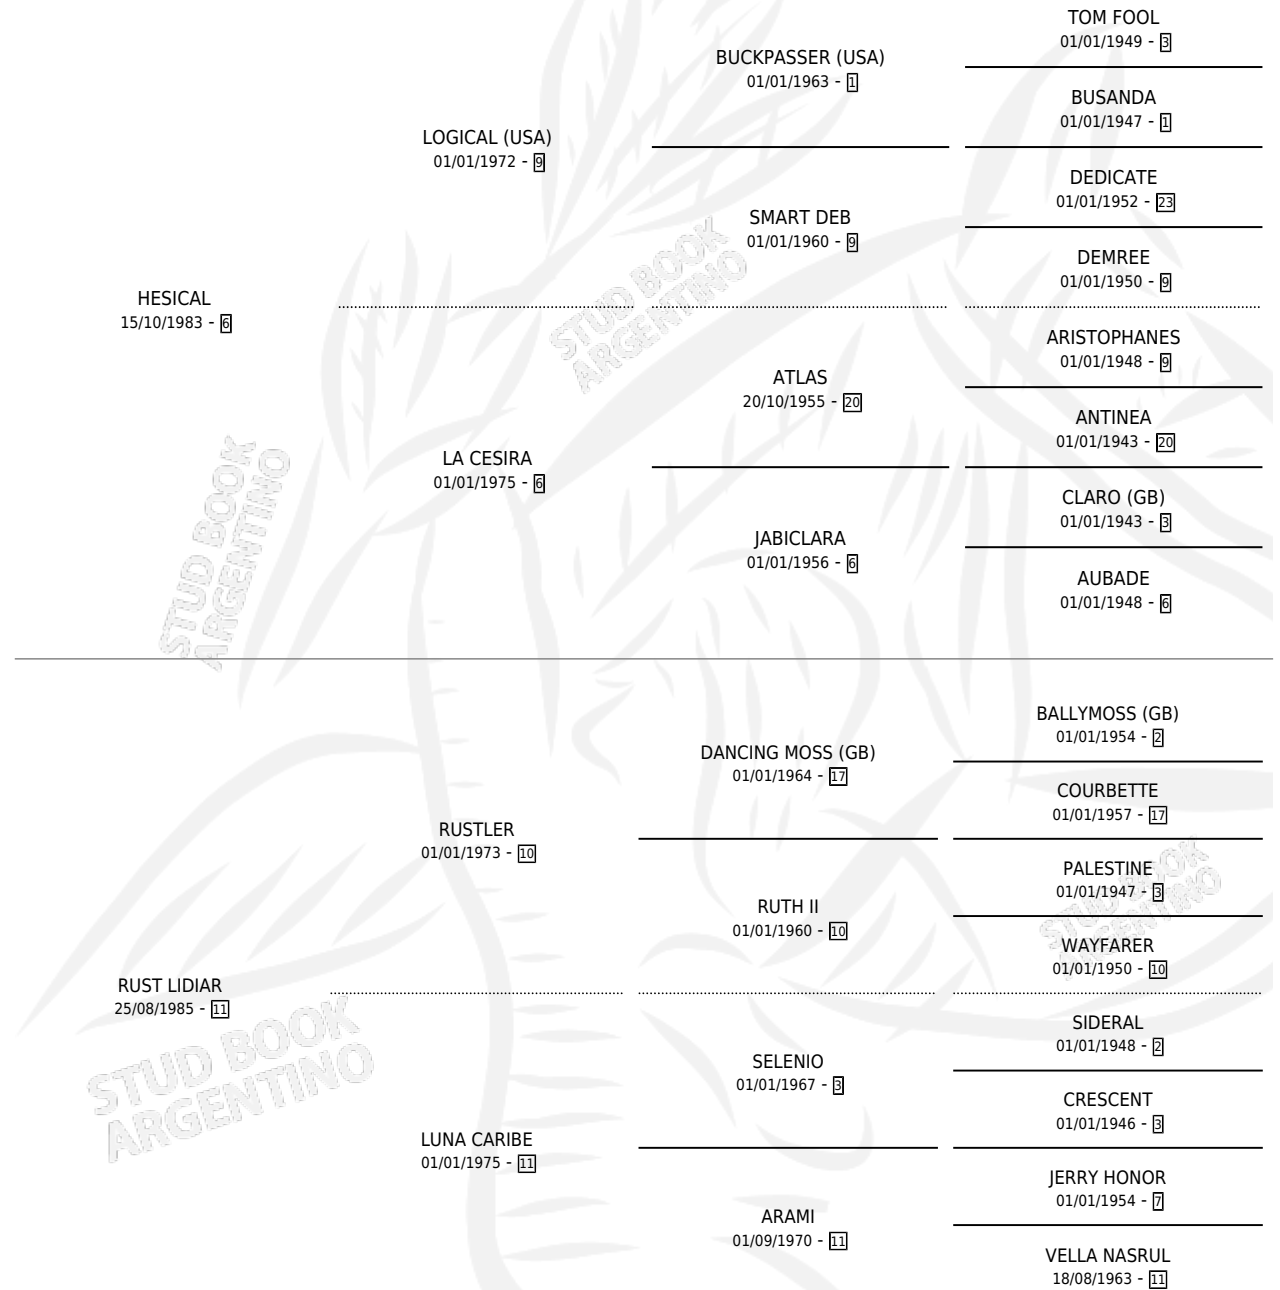 TOM FOOL
01/01/1949 - 3
BUCKPASSER (USA)
01/01/1963 - 1
BUSANDA
01/01/1947 - 1
LOGICAL (USA)
01/01/1972 - 9
DEDICATE
01/01/1952 - 23
SMART DEB
01/01/1960 - 9
DEMREE
01/01/1950 - 9
HESICAL
15/10/1983 - 6
ARISTOPHANES
01/01/1948 - 9
ATLAS
20/10/1955 - 20
ANTINEA
01/01/1943 - 20
LA CESIRA
01/01/1975 - 6
CLARO (GB)
01/01/1943 - 3
JABICLARA
01/01/1956 - 6
AUBADE
01/01/1948 - 6
STUD BOOK
ARGENTINO
STUD BOOK
ARGENTINO
BALLYMOSS (GB)
01/01/1954 - 2
DANCING MOSS (GB)
01/01/1964 - 17
COURBETTE
01/01/1957 - 17
RUSTLER
01/01/1973 - 10
PALESTINE
01/01/1947 - 3
RUTH II
01/01/1960 - 10
WAYFARER
01/01/1950 - 10
RUST LIDIAR
25/08/1985 - 11
SIDERAL
01/01/1948 - 2
SELENIO
01/01/1967 - 3
CRESCENT
01/01/1946 - 3
LUNA CARIBE
01/01/1975 - 11
JERRY HONOR
01/01/1954 - 7
ARAMI
01/09/1970 - 11
VELLA NASRUL
18/08/1963 - 11
STUD BOOK
ARGENTINO
STUD BOOK
ARGENTINO